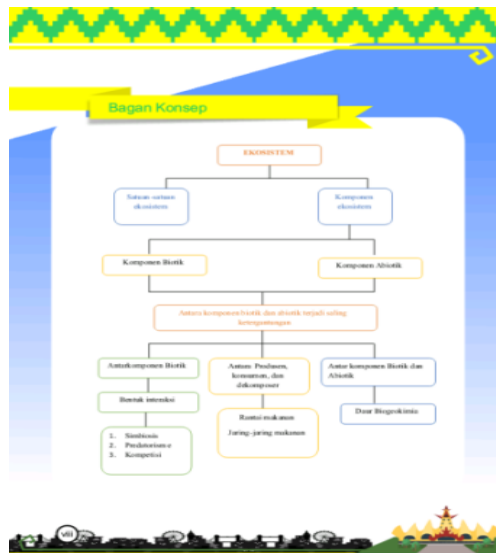 Bagan Konsep
EKOSISTEM
Satuan-satuan
ekosistem
Komponen
ekosistem
Komponen Biotik
Komponen Abiotik
Antara komponen biotik dan abiotik terjadi saling
ketergantungan
Antarkomponen Biotik
Antara Produsen,
konsumen, dan
dekomposer
Antar komponen Biotik dan
Abiotik
Bentuk interaksi
Rantai makanan
Jaring-jaring makanan
Daur Biogeokimia
1. Simbiosis
2. Predatorisme
3. Kompetisi
viii